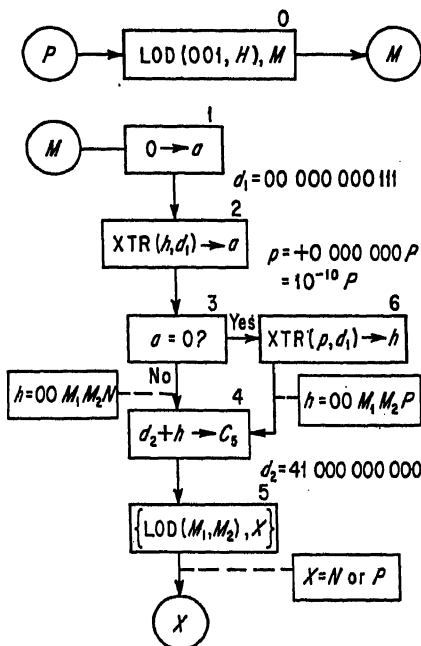 0
P
LOD (001, H), M
M
1
M
0 → a
d₁ = 00 000 000 111
2
XTR (h, d₁) → a
p = +0 000 000 P
= 10⁻¹⁰ P
3
6
a = 0?
Yes
XTR (p, d₁) → h
No
h = 00 M₁ M₂ N
h = 00 M₁ M₂ P
4
d₂ + h → C₅
d₂ = 41 000 000 000
5
{LOD (M₁, M₂), X}
X = N or P
X